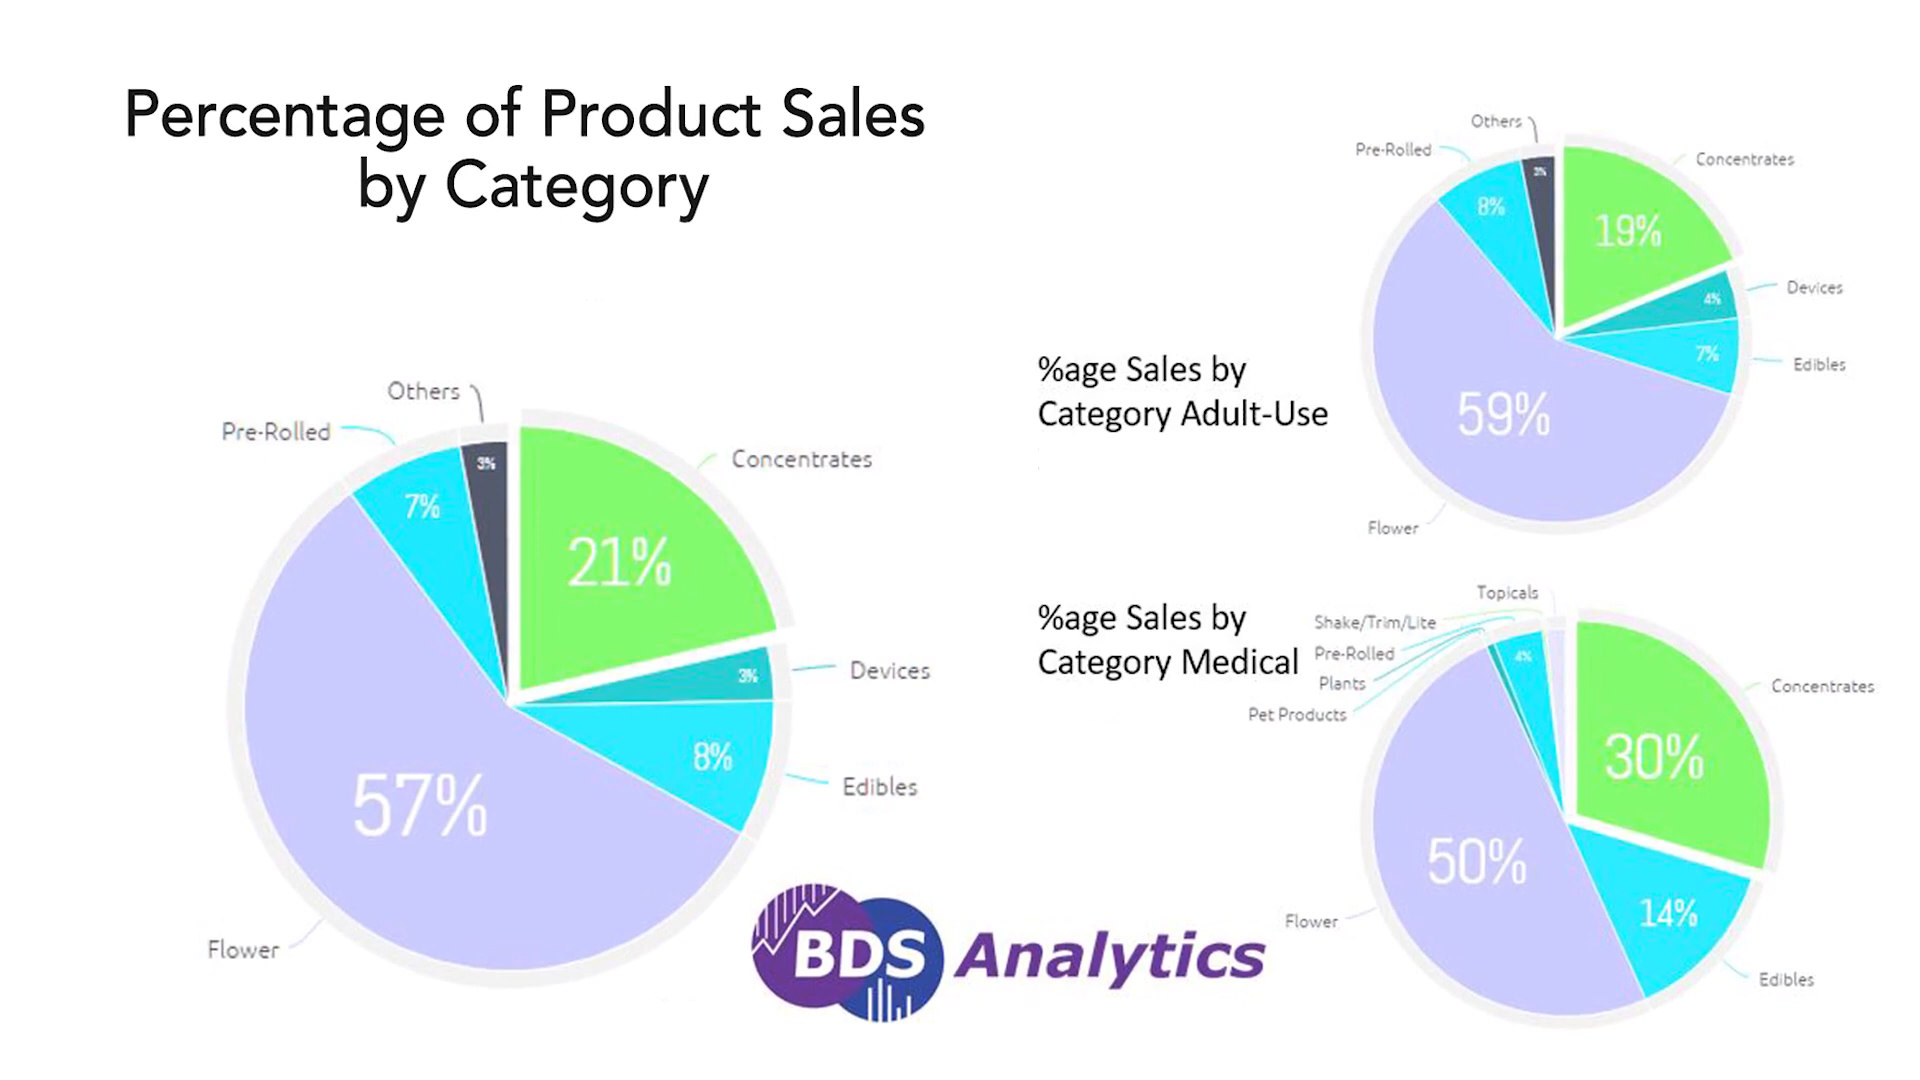 Percentage of Product Sales
by Category
Others
Pre-Rolled
Concentrates
3%
7%
21%
Devices
3%
8%
Edibles
57%
Flower
%age Sales by
Category Adult-Use
Others
Pre-Rolled
Concentrates
3%
8%
19%
Devices
4%
7%
Edibles
59%
Flower
%age Sales by
Category Medical
Topicals
Shake/Trim/Lite
Pre-Rolled
Plants
Pet Products
4%
Concentrates
30%
50%
14%
Flower
Edibles
BDS Analytics